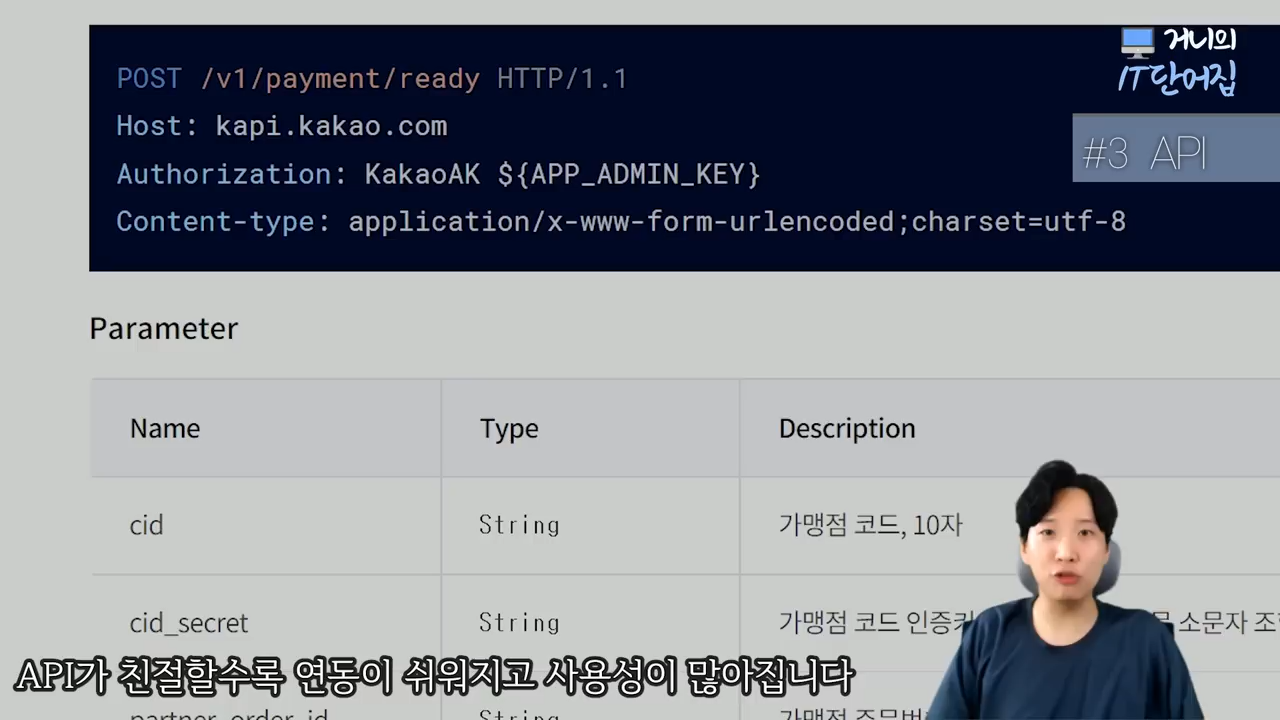 POST /v1/payment/ready HTTP/1.1
Host: kapi.kakao.com
Authorization: KakaoAK ${APP_ADMIN_KEY}
Content-type: application/x-www-form-urlencoded;charset=utf-8
거니의
IT단어집
#3 API
Parameter
Name Type Description
cid String 가맹점 코드, 10자
cid_secret String 가맹점 코드 인증키 소문자
API가 친절할수록 연동이 쉬워지고 사용성이 많아집니다
partner_order_id String 가맹점